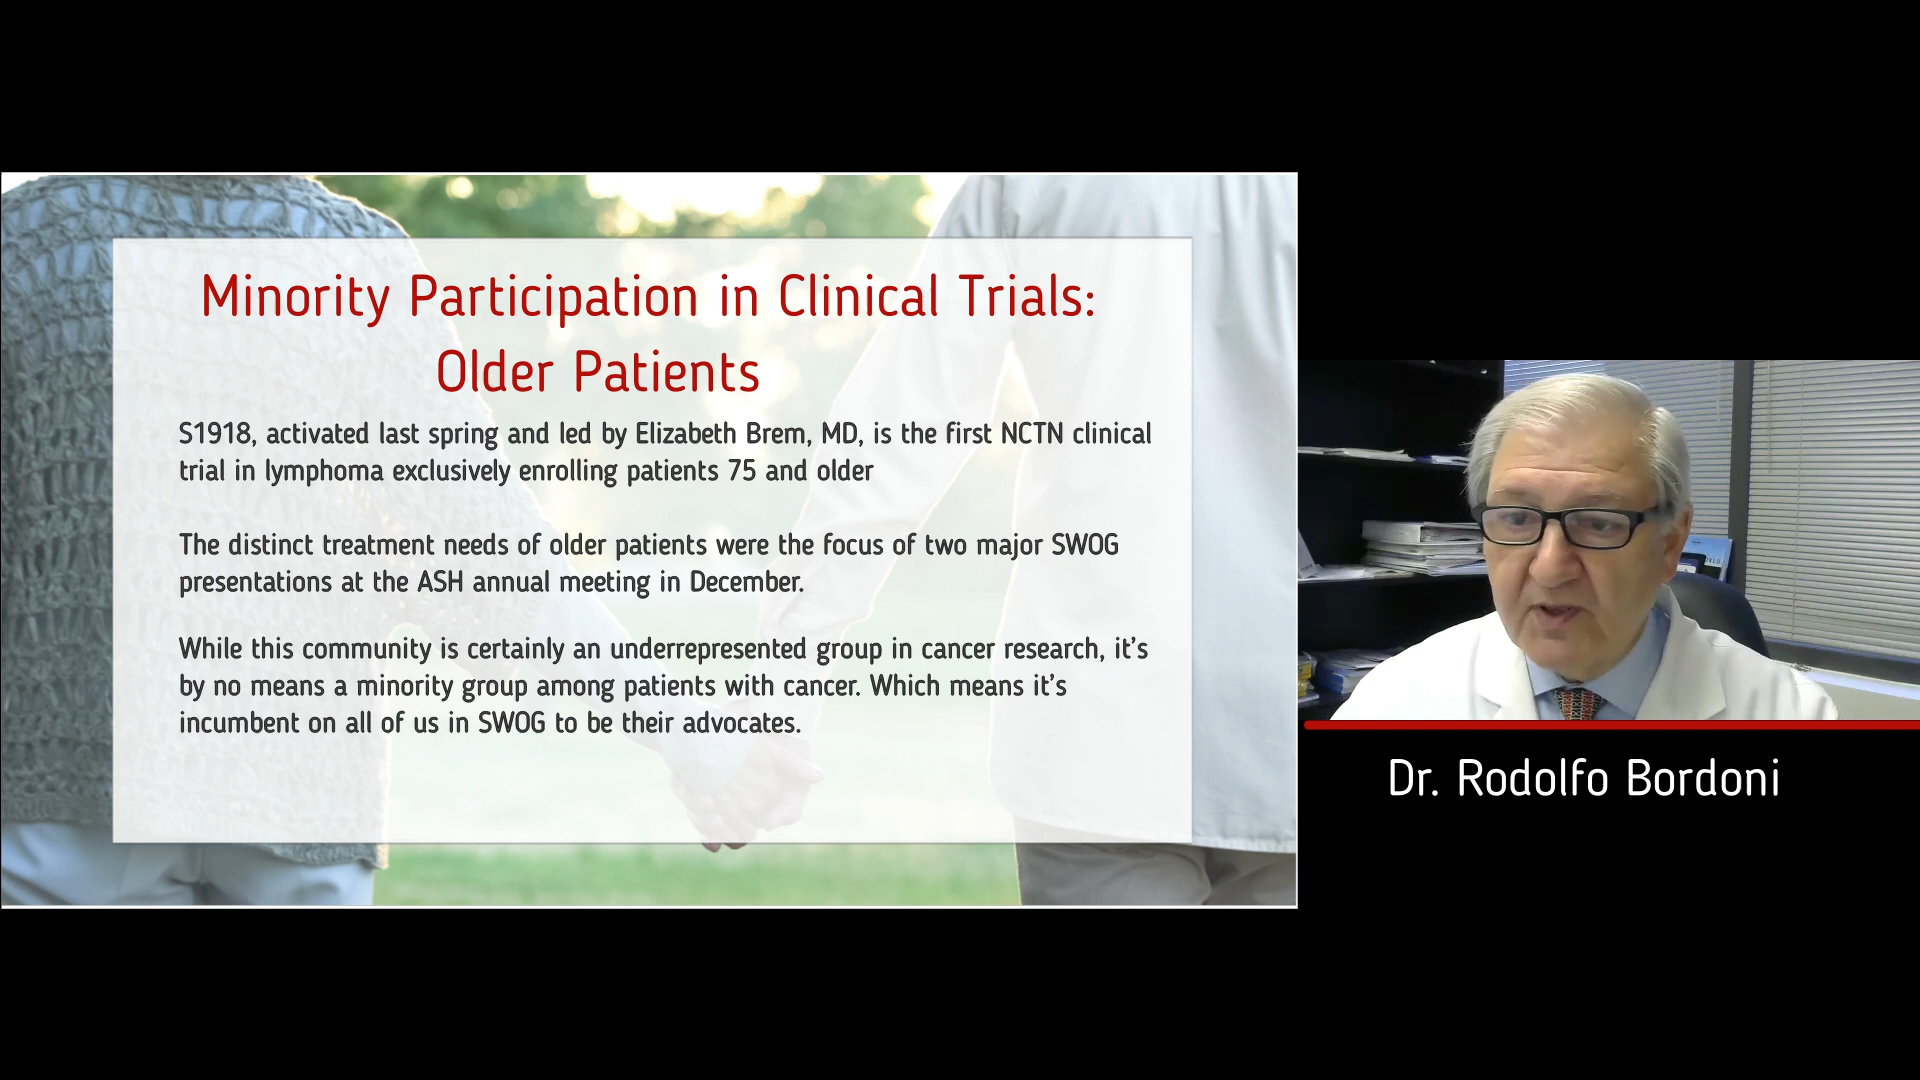 Minority Participation in Clinical Trials:
Older Patients
S1918, activated last spring and led by Elizabeth Brem, MD, is the first NCTN clinical
trial in lymphoma exclusively enrolling patients 75 and older
The distinct treatment needs of older patients were the focus of two major SWOG
presentations at the ASH annual meeting in December.
While this community is certainly an underrepresented group in cancer research, it’s
by no means a minority group among patients with cancer. Which means it’s
incumbent on all of us in SWOG to be their advocates.
Dr. Rodolfo Bordoni